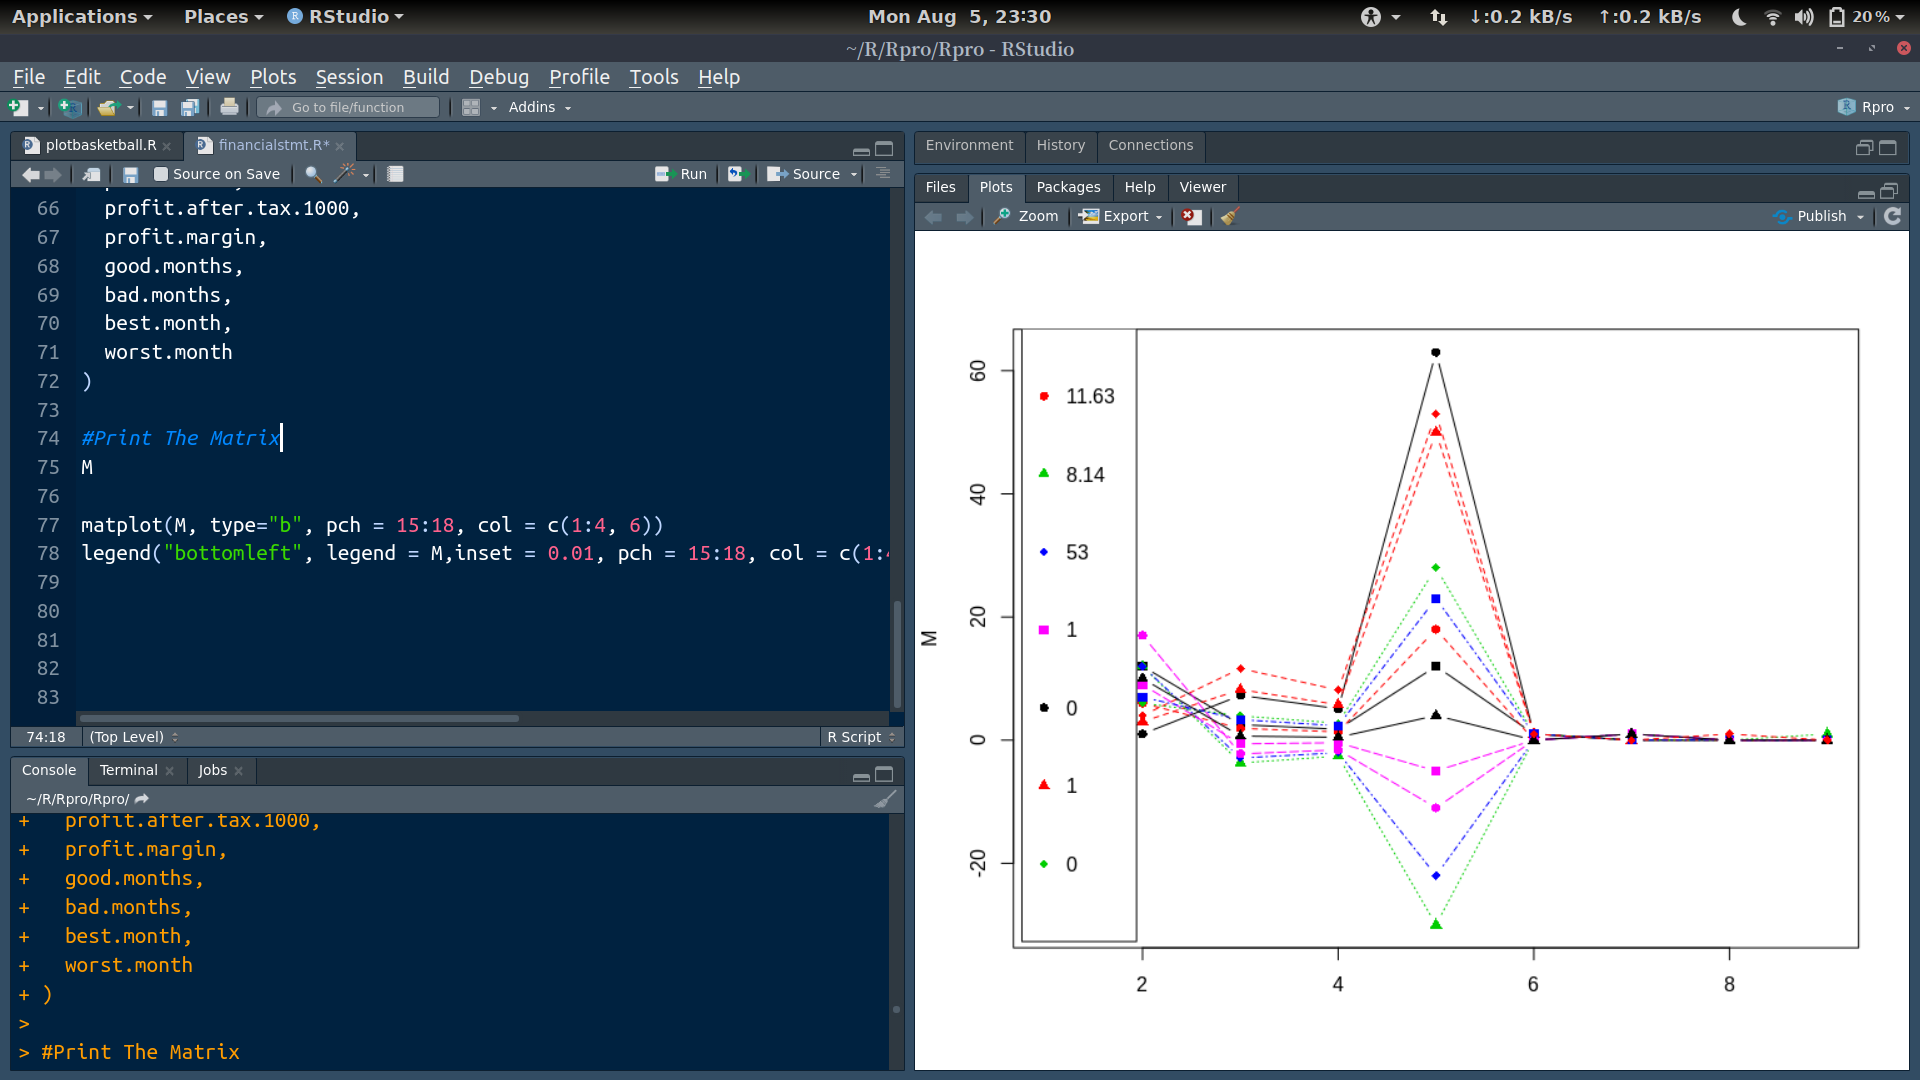 Applications Places RStudio Mon Aug 5, 23:30 ↓:0.2 kB/s ↑:0.2 kB/s 20%
~/R/Rpro/Rpro - RStudio
File Edit Code View Plots Session Build Debug Profile Tools Help
Go to file/function Addins Rpro
plotbasketball.R financialstmt.R*
Source on Save Run Source
66 profit.after.tax.1000,
67 profit.margin,
68 good.months,
69 bad.months,
70 best.month,
71 worst.month
72 )
73
74 #Print The Matrix
75 M
76
77 matplot(M, type="b", pch = 15:18, col = c(1:4, 6))
78 legend("bottomleft", legend = M,inset = 0.01, pch = 15:18, col = c(1:4
79
80
81
82
83
74:18 (Top Level) R Script
Console Terminal Jobs
~/R/Rpro/Rpro/
+ profit.after.tax.1000,
+ profit.margin,
+ good.months,
+ bad.months,
+ best.month,
+ worst.month
+ )
>
> #Print The Matrix
Environment History Connections
Files Plots Packages Help Viewer
Zoom Export Publish
M
60
40
20
0
-20
11.63
8.14
53
1
0
1
0
2 4 6 8